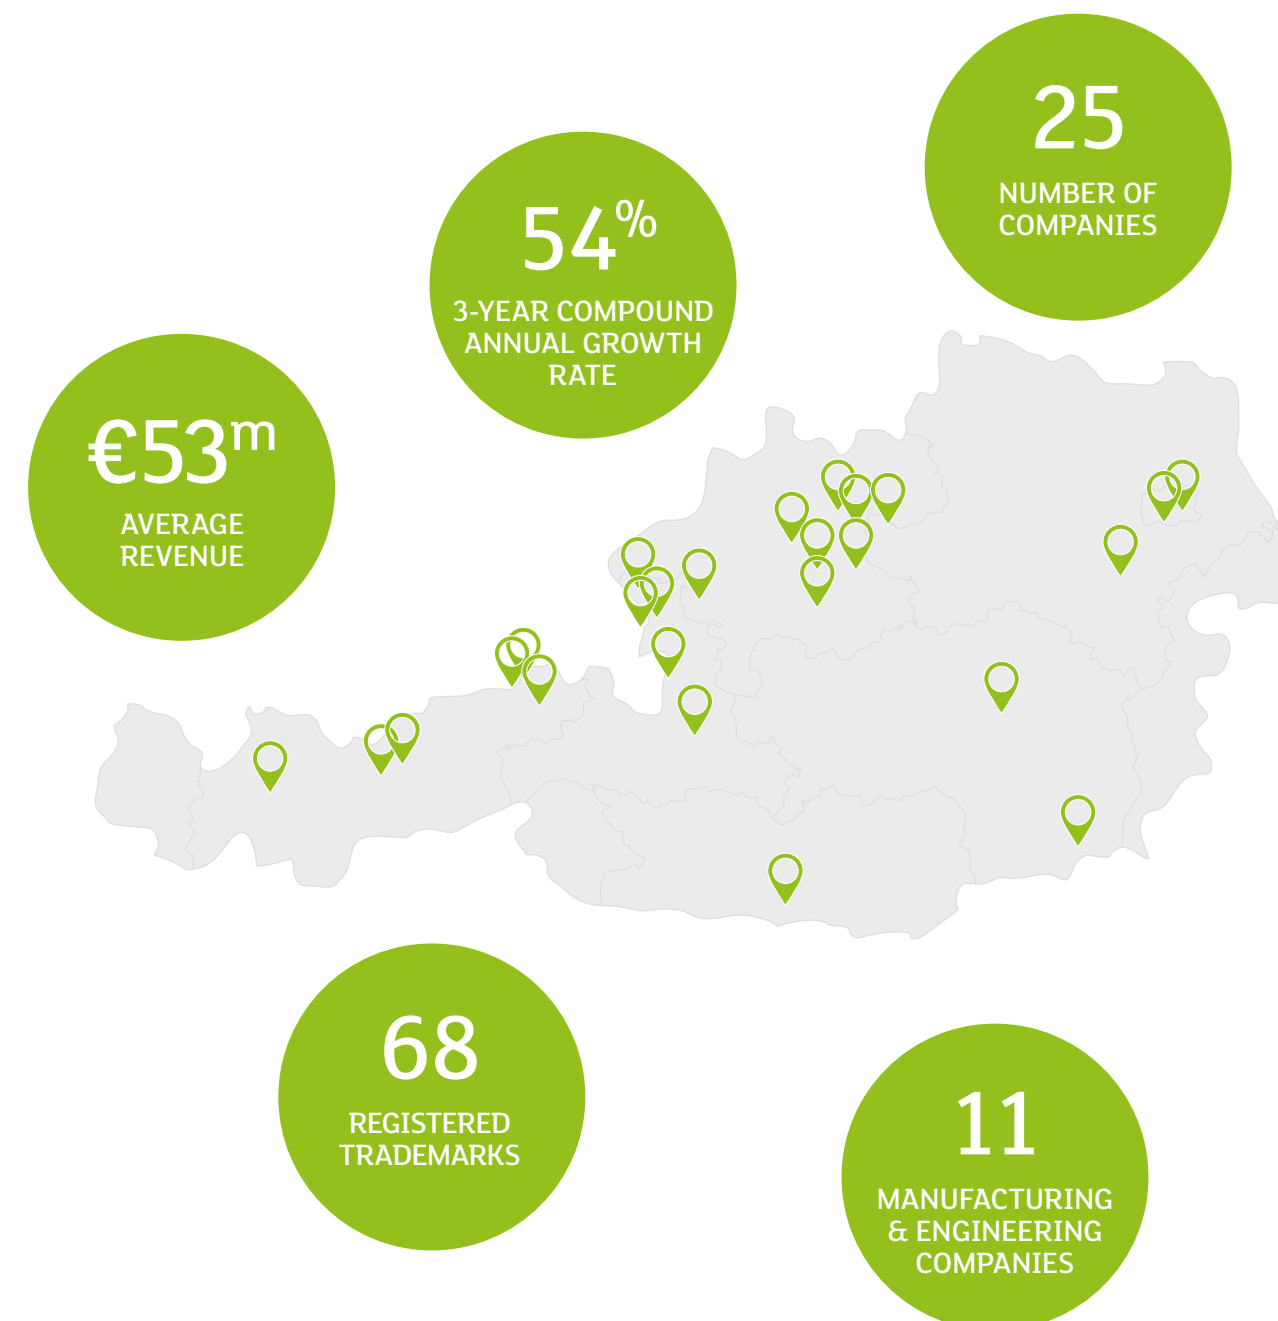 25
NUMBER OF
COMPANIES
54%
3-YEAR COMPOUND
ANNUAL GROWTH
RATE
€53m
AVERAGE
REVENUE
68
REGISTERED
TRADEMARKS
11
MANUFACTURING
& ENGINEERING
COMPANIES